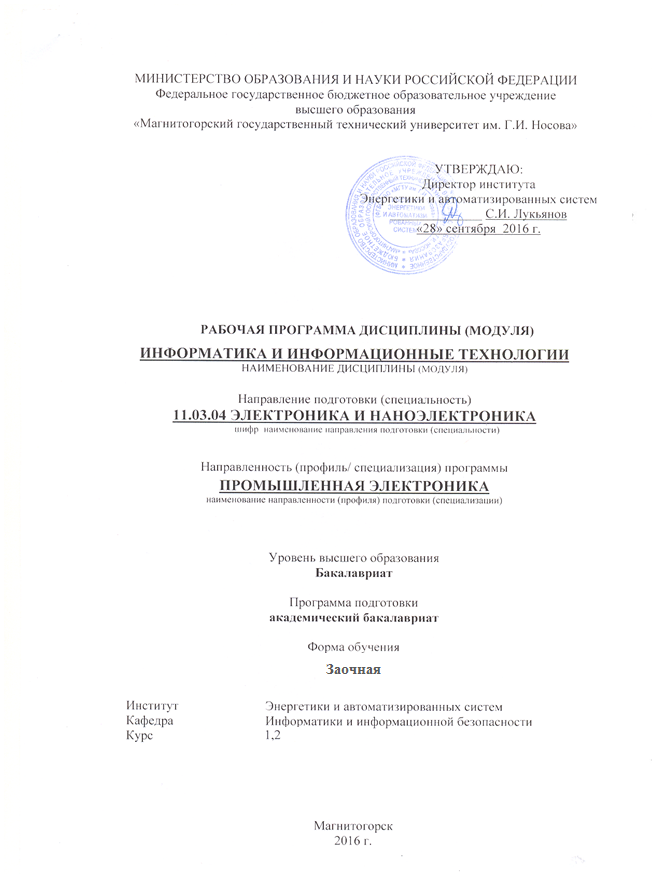 МИНИСТЕРСТВО ОБРАЗОВАНИЯ И НАУКИ РОССИЙСКОЙ ФЕДЕРАЦИИ
Федеральное государственное бюджетное образовательное учреждение
высшего образования
«Магнитогорский государственный технический университет им. Г.И. Носова»
УТВЕРЖДАЮ:
Директор института
Энергетики и автоматизированных систем
С.И. Лукьянов
«28» сентября 2016 г.
ЭНЕРГЕТИКИ
И АВТОМАТИЗИ-
РОВАННЫХ
СИСТЕМ
РАБОЧАЯ ПРОГРАММА ДИСЦИПЛИНЫ (МОДУЛЯ)
ИНФОРМАТИКА И ИНФОРМАЦИОННЫЕ ТЕХНОЛОГИИ
НАИМЕНОВАНИЕ ДИСЦИПЛИНЫ (МОДУЛЯ)
Направление подготовки (специальность)
11.03.04 ЭЛЕКТРОНИКА И НАНОЭЛЕКТРОНИКА
шифр наименование направления подготовки (специальности)
Направленность (профиль/ специализация) программы
ПРОМЫШЛЕННАЯ ЭЛЕКТРОНИКА
наименование направленности (профиля) подготовки (специализации)
Уровень высшего образования
Бакалавриат
Программа подготовки
академический бакалавриат
Форма обучения
Заочная
Институт Энергетики и автоматизированных систем
Кафедра Информатики и информационной безопасности
Курс 1,2
Магнитогорск
2016 г.